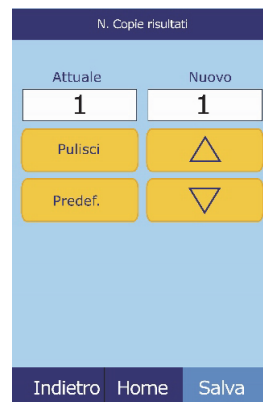 N. Copie risultati
Attuale Nuovo
1 1
Pulisci
Predef.
Indietro Home Salva